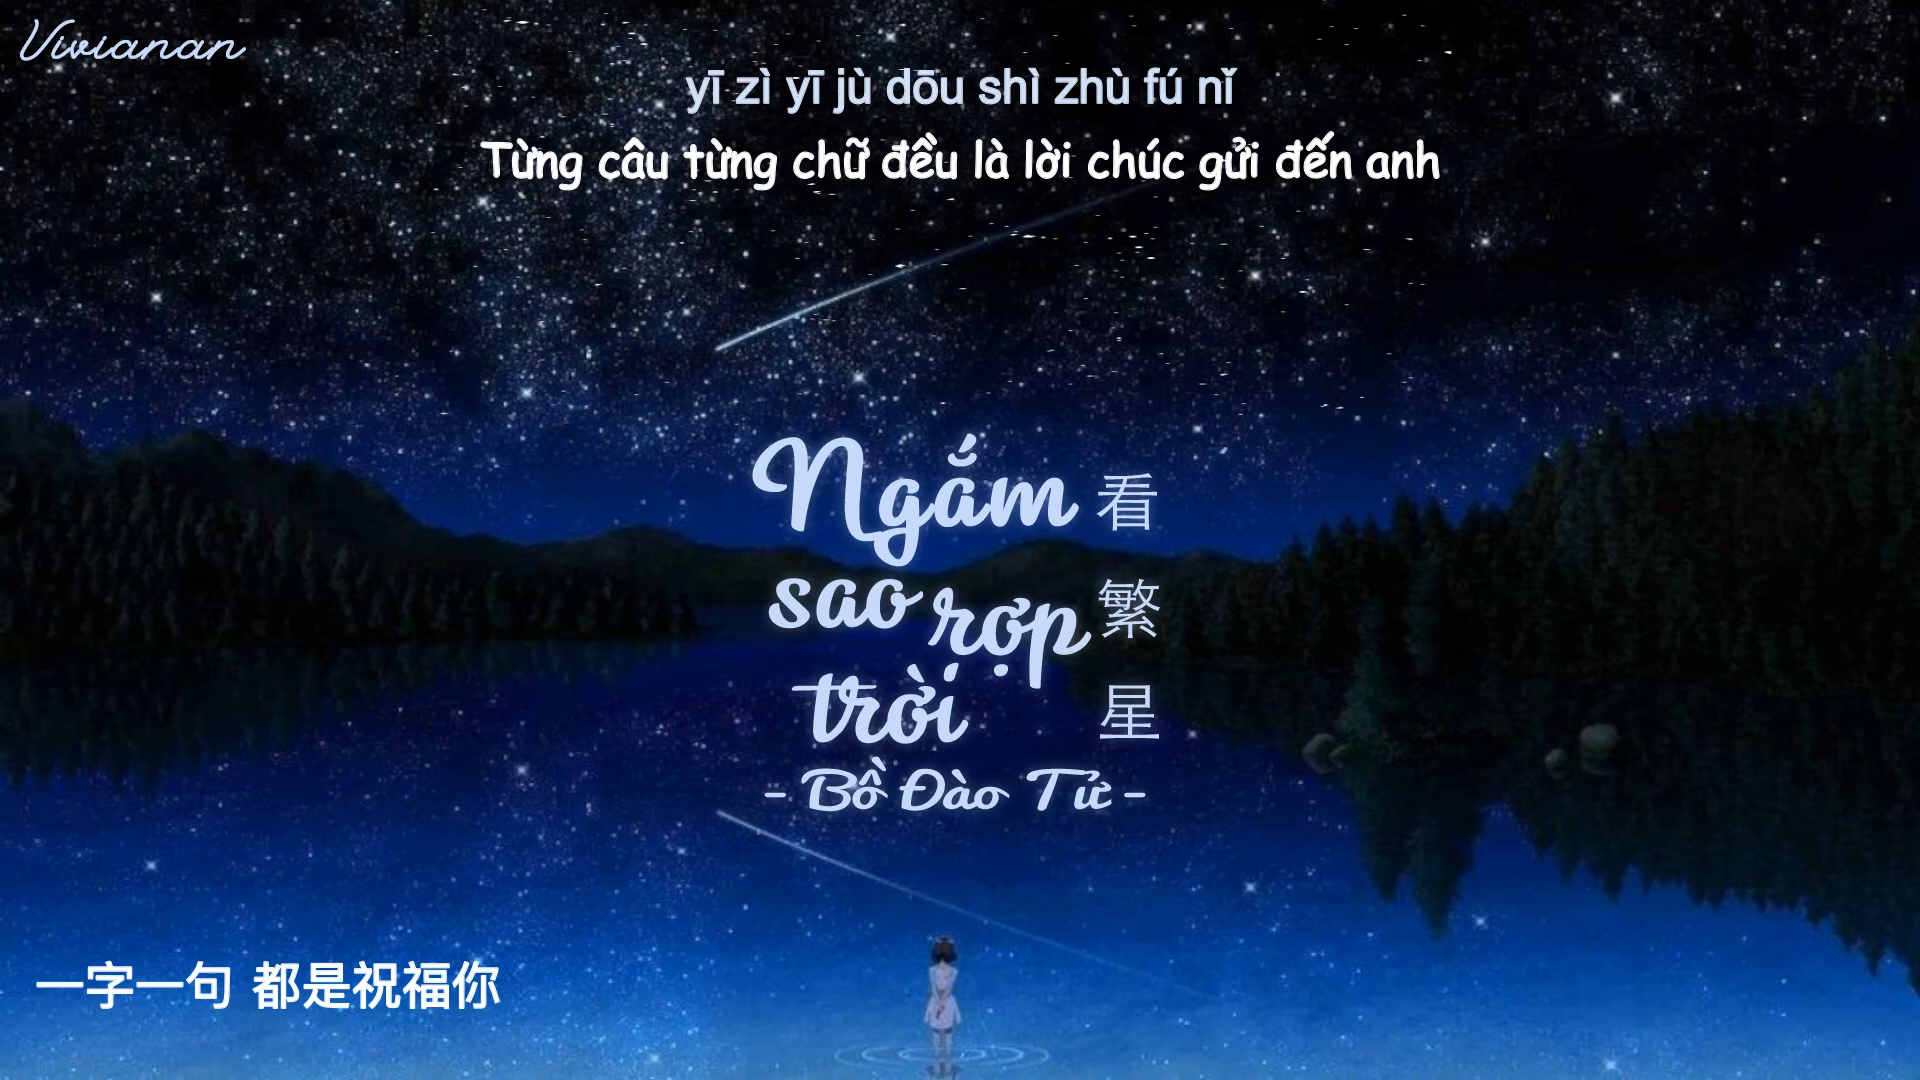 Vivianan
yī zì yī jù dōu shì zhù fú nǐ
Từng câu từng chữ đều là lời chúc gửi đến anh
Ngắm
sao rợp
trời
看
繁
星
- Bồ Đào Tử -
一字一句 都是祝福你